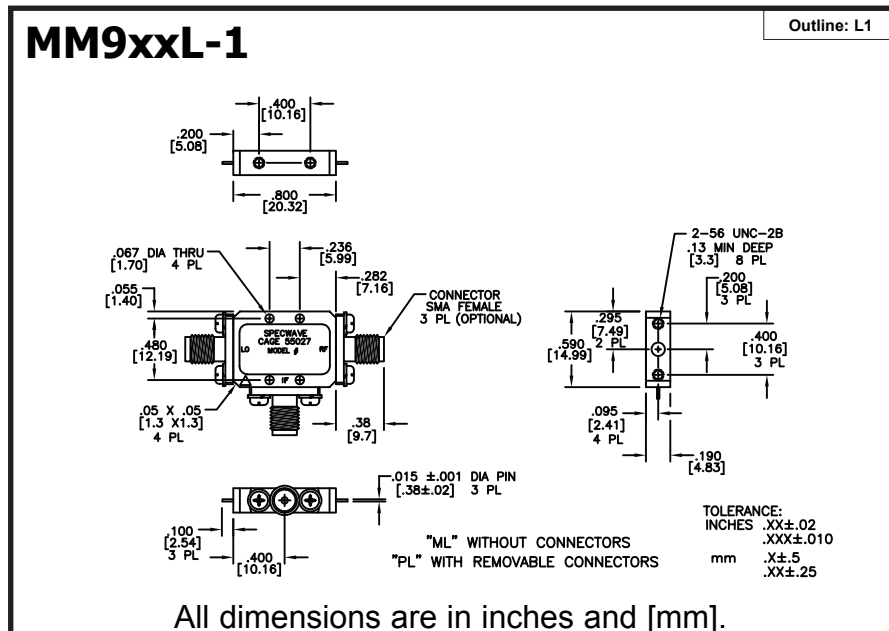 MM9xxL-1
Outline: L1
.400
[10.16]
.200
[5.08]
.800
[20.32]
.067 DIA THRU
[1.70] 4 PL
.236
[5.99]
.282
[7.16]
.055
[1.40]
CONNECTOR
SMA FEMALE
3 PL (OPTIONAL)
.480
[12.19]
SPECWAVE
CAGE 55027
MODEL #
LO
RF
IF
.05 X .05
[1.3 X1.3]
4 PL
.38
[9.7]
2-56 UNC-2B
.13 MIN DEEP
[3.3] 8 PL
.200
[5.08]
3 PL
.295
[7.49]
2 PL
.590
[14.99]
.400
[10.16]
3 PL
.095
[2.41]
4 PL
.190
[4.83]
.015 ±.001 DIA PIN
[.38±.02] 3 PL
.100
[2.54]
3 PL
.400
[10.16]
"ML" WITHOUT CONNECTORS
"PL" WITH REMOVABLE CONNECTORS
TOLERANCE:
INCHES .XX±.02
.XXX±.010
mm .X±.5
.XX±.25
All dimensions are in inches and [mm].